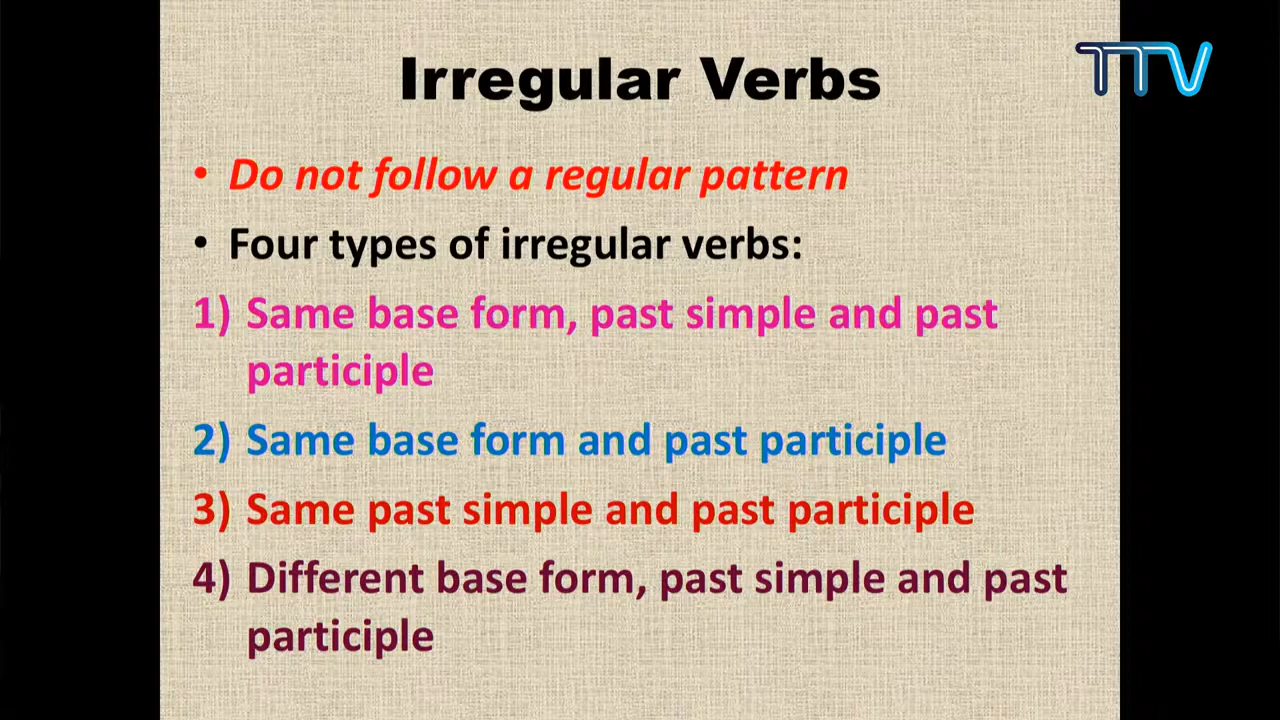 Irregular Verbs
TTV
• Do not follow a regular pattern
• Four types of irregular verbs:
1) Same base form, past simple and past
participle
2) Same base form and past participle
3) Same past simple and past participle
4) Different base form, past simple and past
participle